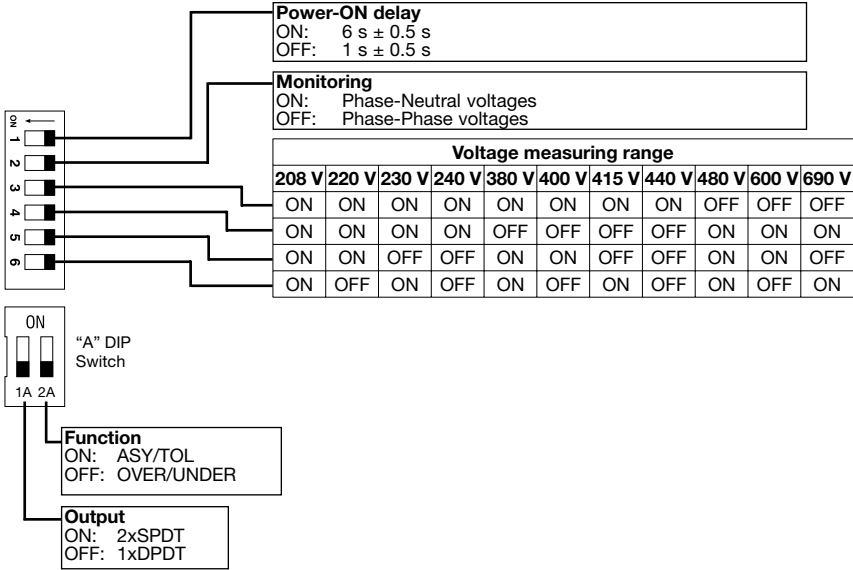 Power-ON delay
ON: 6 s ± 0.5 s
OFF: 1 s ± 0.5 s
Monitoring
ON: Phase-Neutral voltages
OFF: Phase-Phase voltages
ON ←
1
2
3
4
5
6
Voltage measuring range
208 V 220 V 230 V 240 V 380 V 400 V 415 V 440 V 480 V 600 V 690 V
ON ON ON ON ON ON ON ON OFF OFF OFF
ON ON ON ON OFF OFF OFF OFF ON ON ON
ON ON OFF OFF ON ON OFF OFF ON ON OFF
ON OFF ON OFF ON OFF ON OFF ON OFF ON
ON
1A 2A
“A” DIP
Switch
Function
ON: ASY/TOL
OFF: OVER/UNDER
Output
ON: 2xSPDT
OFF: 1xDPDT